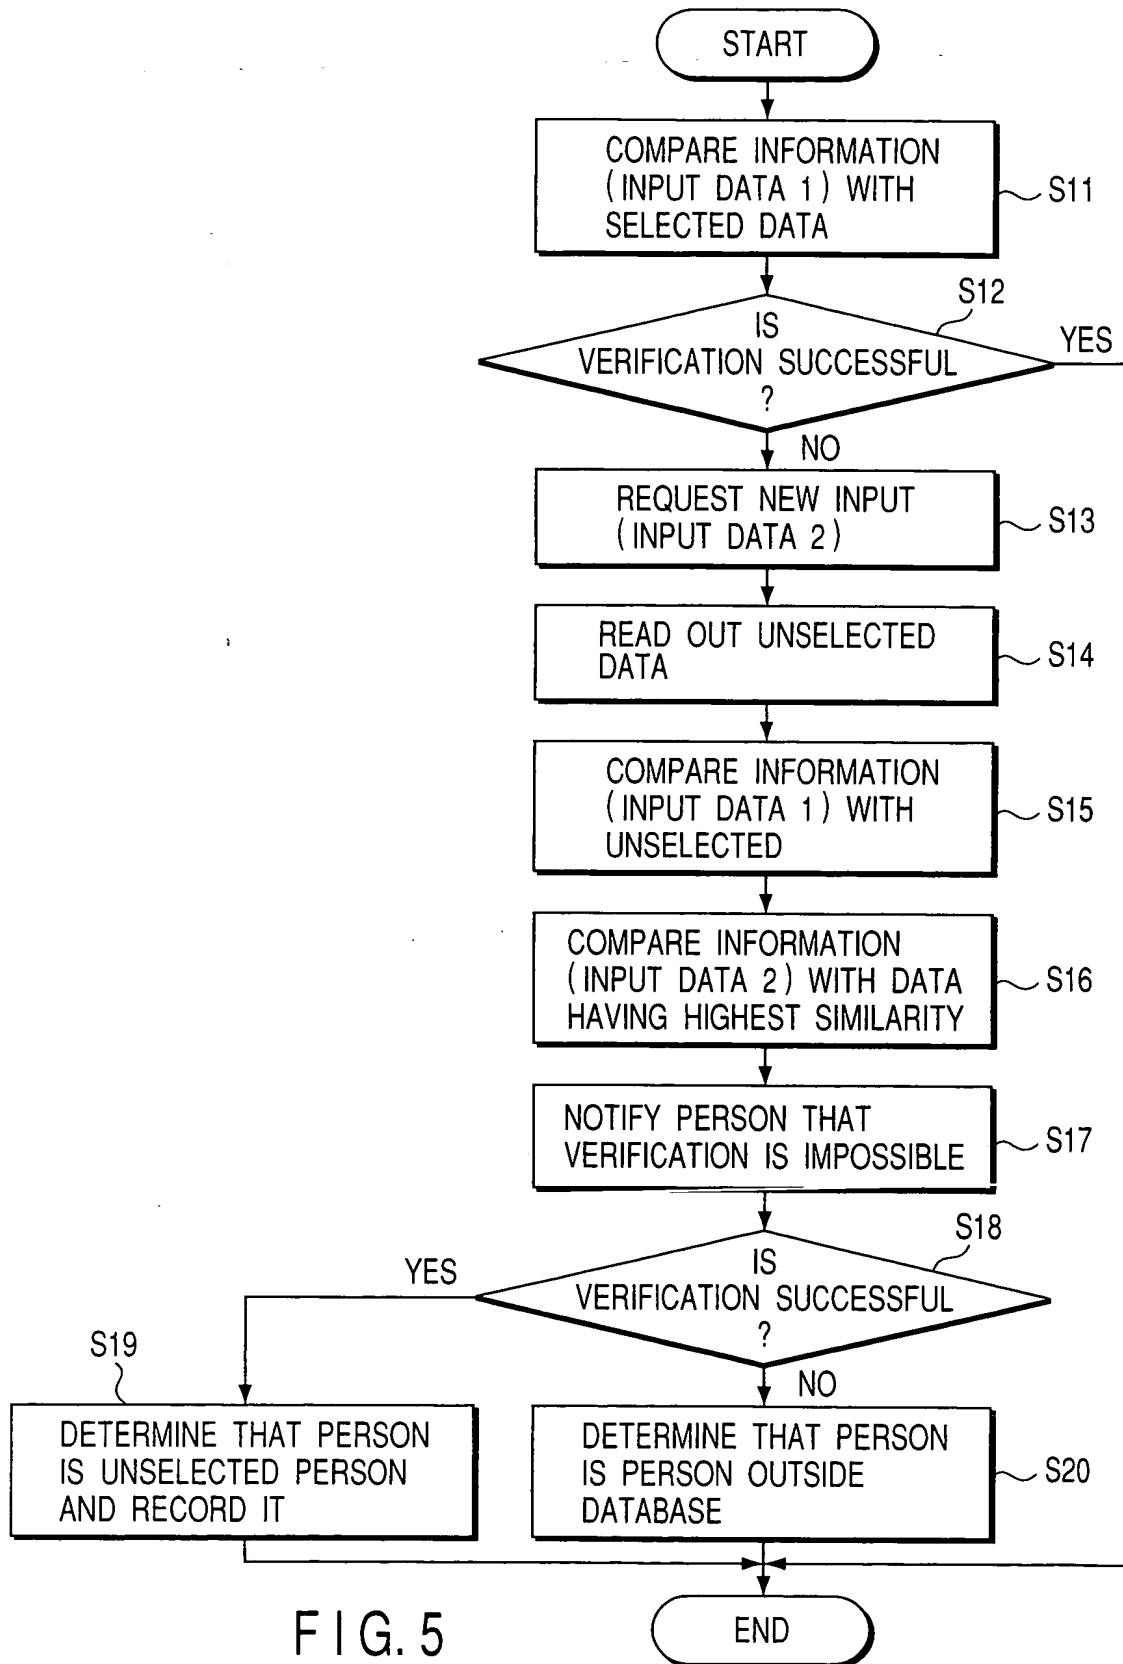 START
COMPARE INFORMATION
(INPUT DATA 1) WITH
SELECTED DATA
S11
S12
IS
VERIFICATION SUCCESSFUL
?
YES
NO
REQUEST NEW INPUT
(INPUT DATA 2)
S13
READ OUT UNSELECTED
DATA
S14
COMPARE INFORMATION
(INPUT DATA 1) WITH
UNSELECTED
S15
COMPARE INFORMATION
(INPUT DATA 2) WITH DATA
HAVING HIGHEST SIMILARITY
S16
NOTIFY PERSON THAT
VERIFICATION IS IMPOSSIBLE
S17
S18
IS
VERIFICATION SUCCESSFUL
?
YES
NO
S19
DETERMINE THAT PERSON
IS UNSELECTED PERSON
AND RECORD IT
DETERMINE THAT PERSON
IS PERSON OUTSIDE
DATABASE
S20
END
FIG. 5